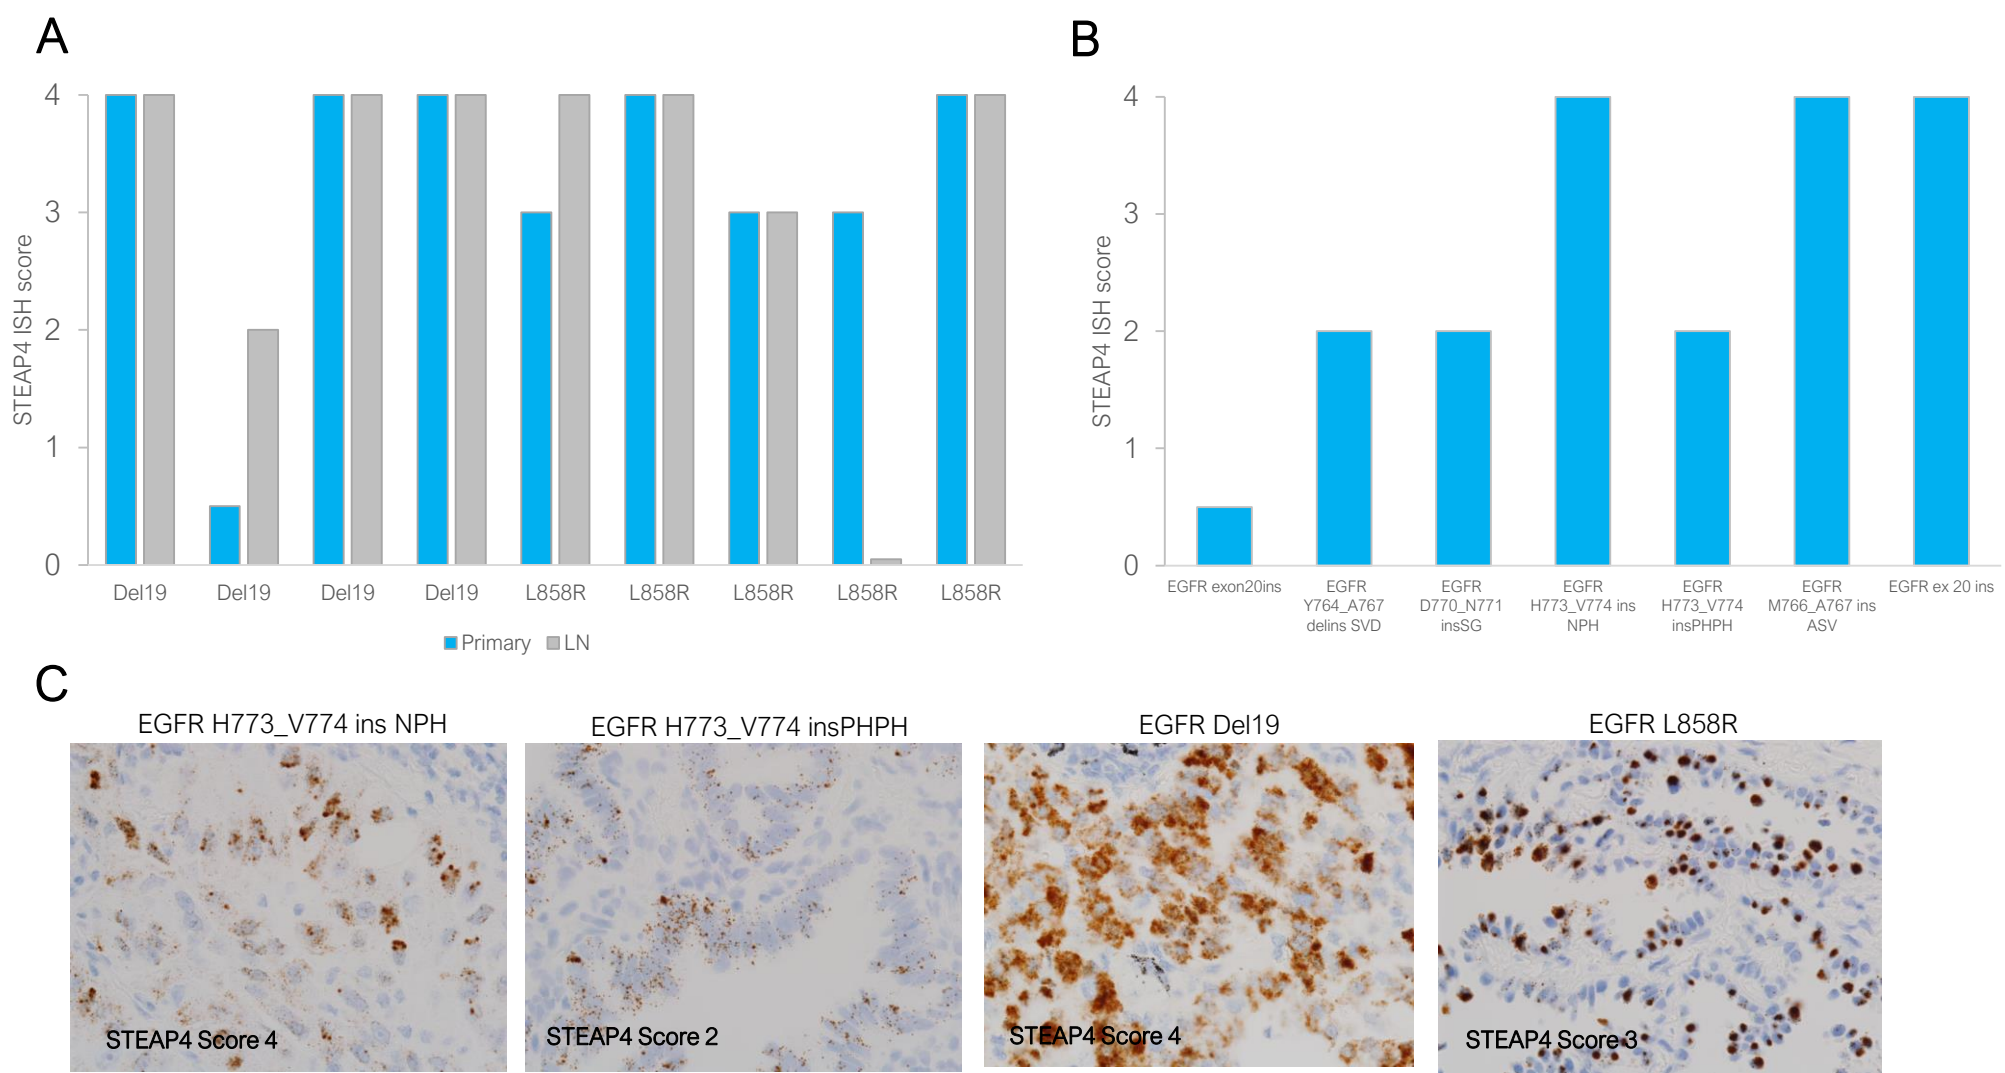 A
B
STEAP4 ISH score
4
3
2
1
0
Del19
Del19
Del19
Del19
L858R
L858R
L858R
L858R
L858R
Primary
LN
STEAP4 ISH score
4
3
2
1
0
EGFR exon20ins
EGFR
Y764_A767
delins SVD
EGFR
D770_N771
insSG
EGFR
H773_V774 ins
NPH
EGFR
H773_V774
insPHPH
EGFR
M766_A767 ins
ASV
EGFR ex 20 ins
C
EGFR H773_V774 ins NPH
STEAP4 Score 4
EGFR H773_V774 insPHPH
STEAP4 Score 2
EGFR Del19
STEAP4 Score 4
EGFR L858R
STEAP4 Score 3